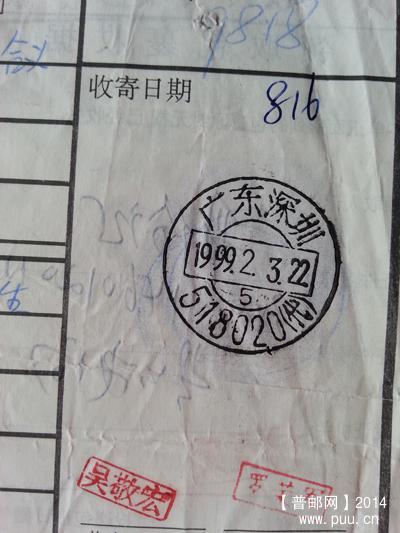 9818
收寄日期
816
广东深圳
1999.2.3.22
5
518020(代)
吴敬宏
【普邮网】2014
www.puu.cn